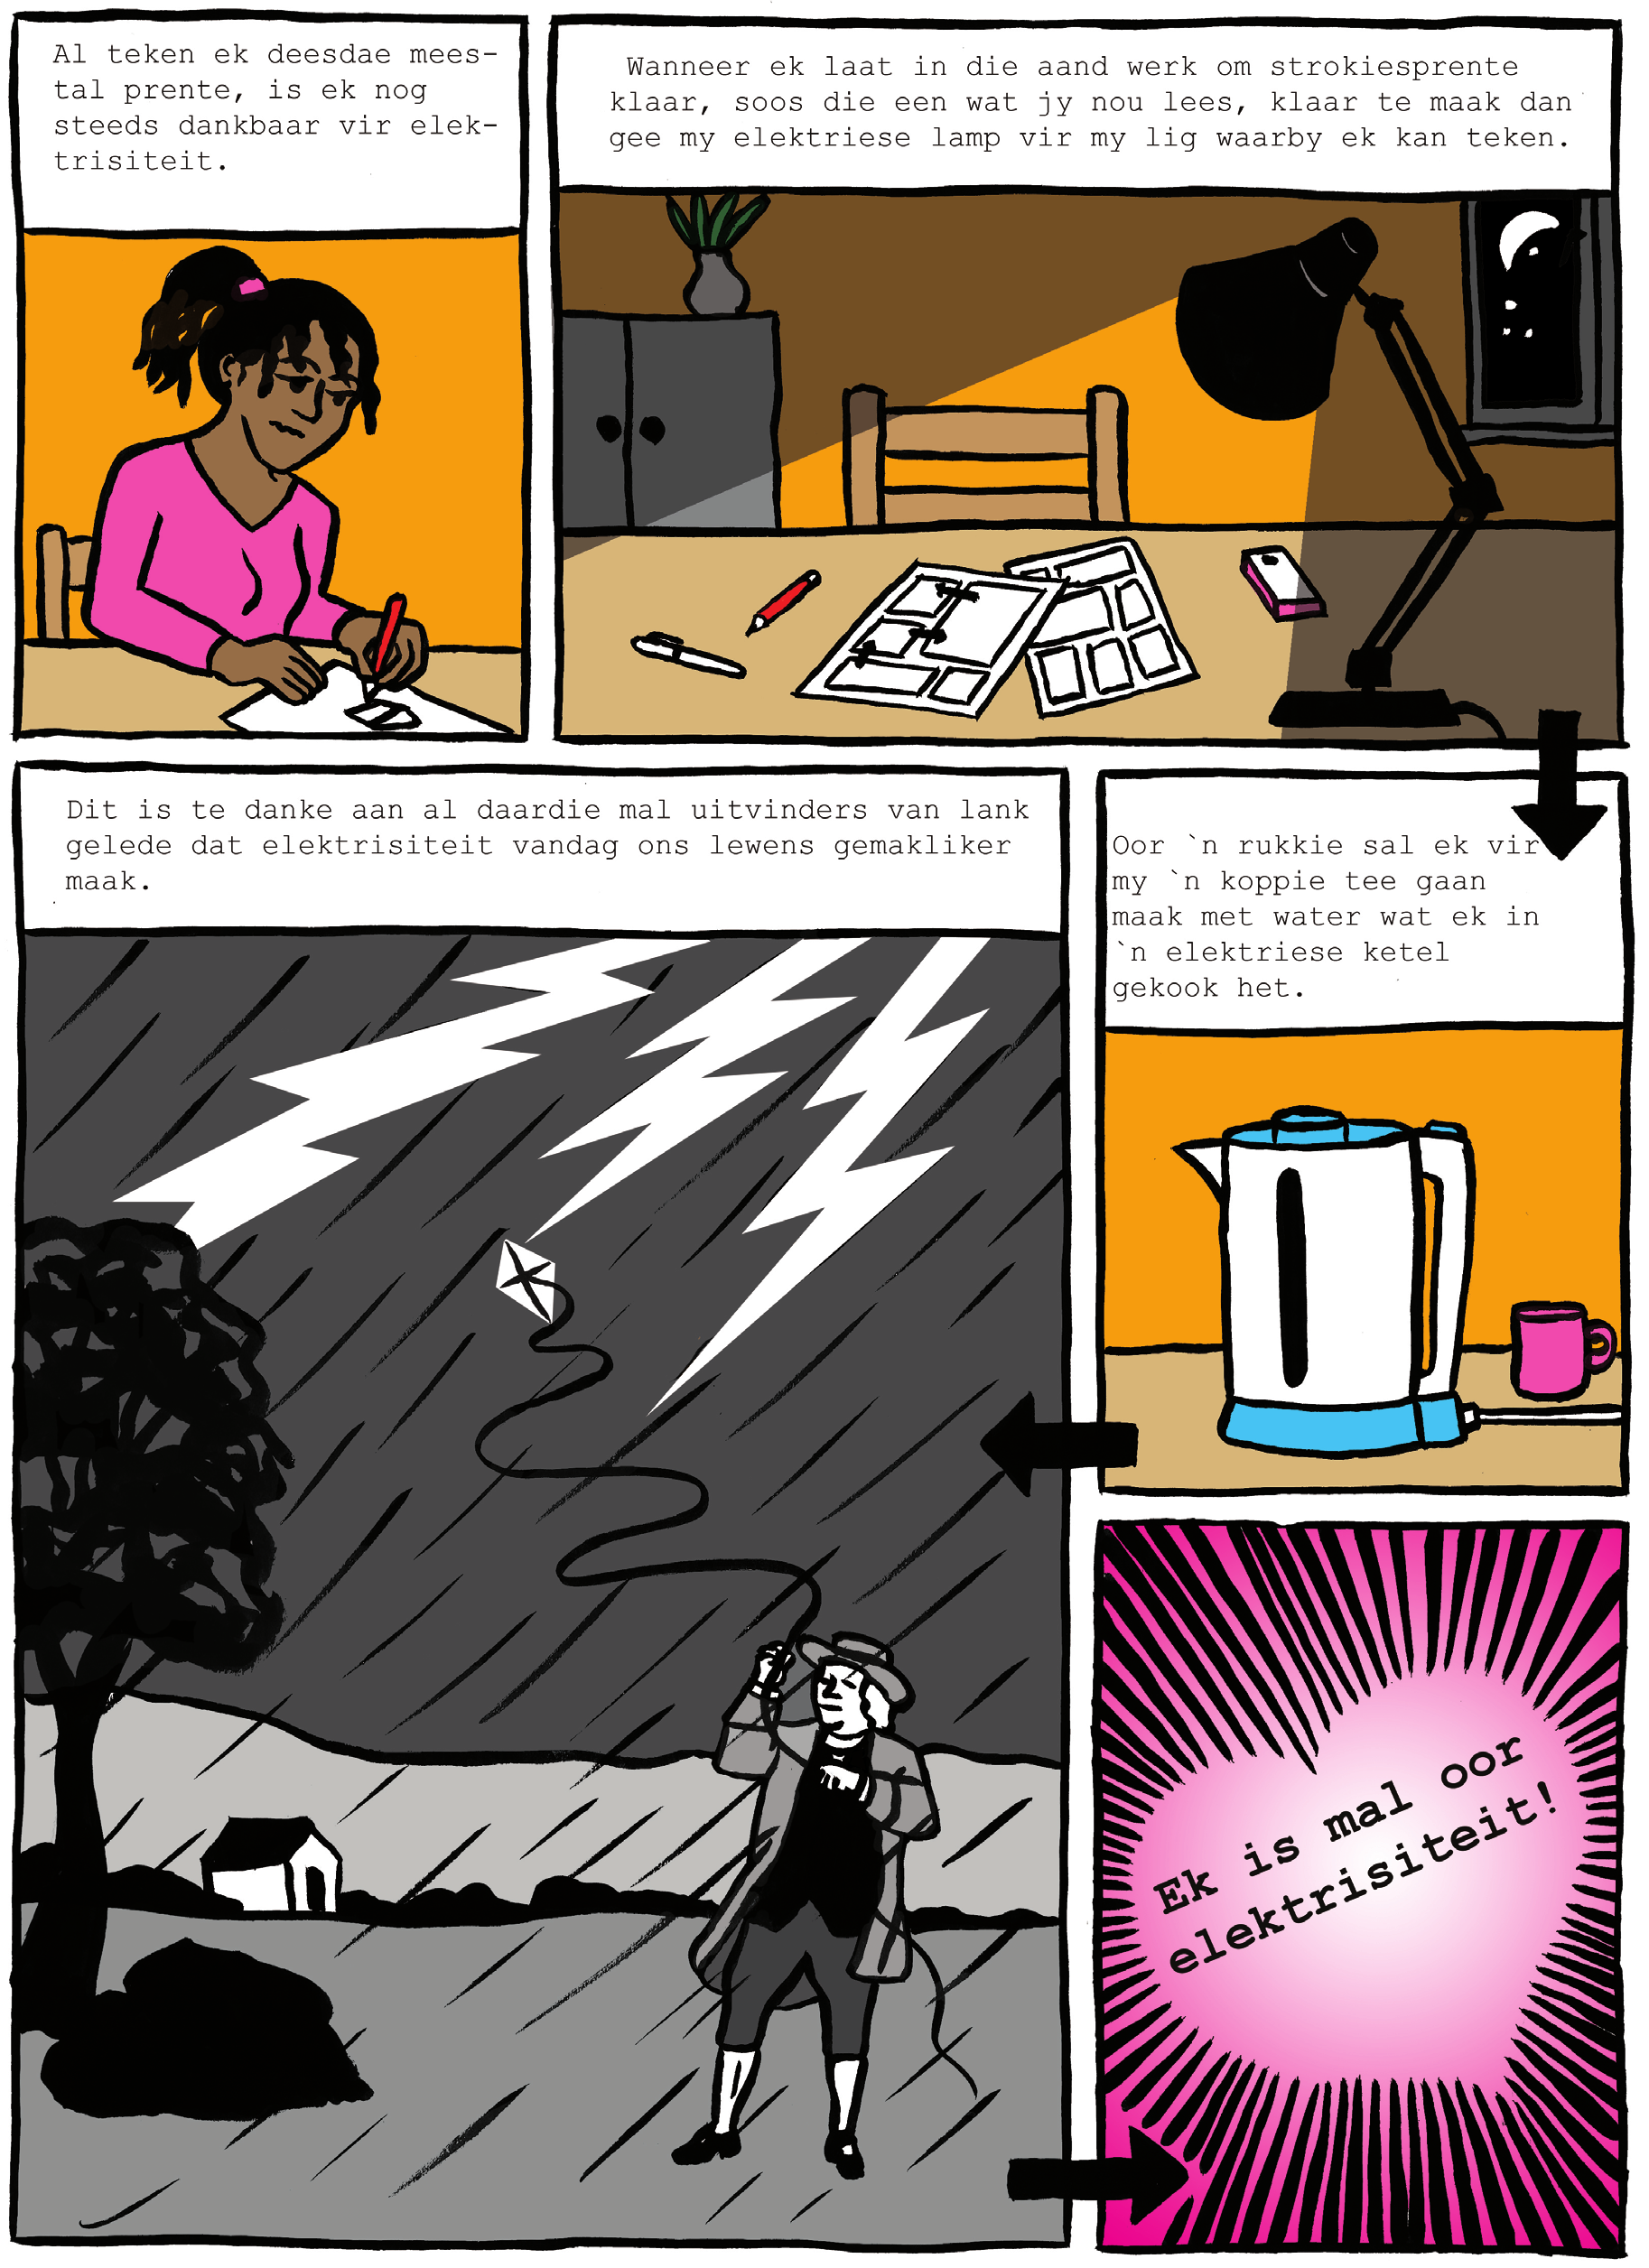 Al teken ek deesdae mees-
tal prente, is ek nog
steeds dankbaar vir elek-
trisiteit.
Wanneer ek laat in die aand werk om strokiesprente
klaar, soos die een wat jy nou lees, klaar te maak dan
gee my elektriese lamp vir my lig waarby ek kan teken.
Oor `n rukkie sal ek vir
my `n koppie tee gaan
maak met water wat ek in
`n elektriese ketel
gekook het.
Dit is te danke aan al daardie mal uitvinders van lank
gelede dat elektrisiteit vandag ons lewens gemakliker
maak.
Ek is mal oor
elektrisiteit!